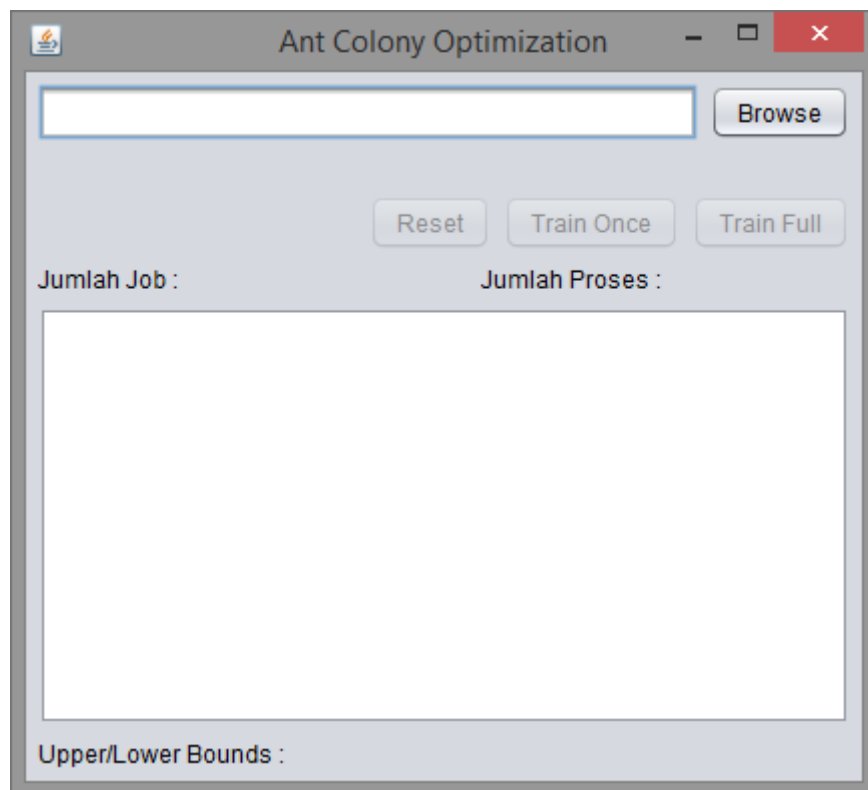 Ant Colony Optimization
Browse
Reset Train Once Train Full
Jumlah Job : Jumlah Proses :
Upper/Lower Bounds :